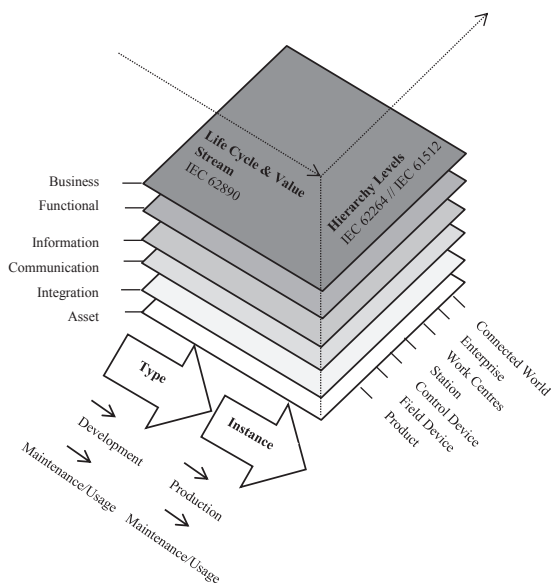 Life Cycle & Value
Stream
IEC 62890
Hierarchy Levels
IEC 62264 // IEC 61512
Business
Functional
Information
Communication
Integration
Asset
Connected World
Enterprise
Work Centres
Station
Control Device
Field Device
Product
Type
Instance
Development
Maintenance/Usage
Production
Maintenance/Usage